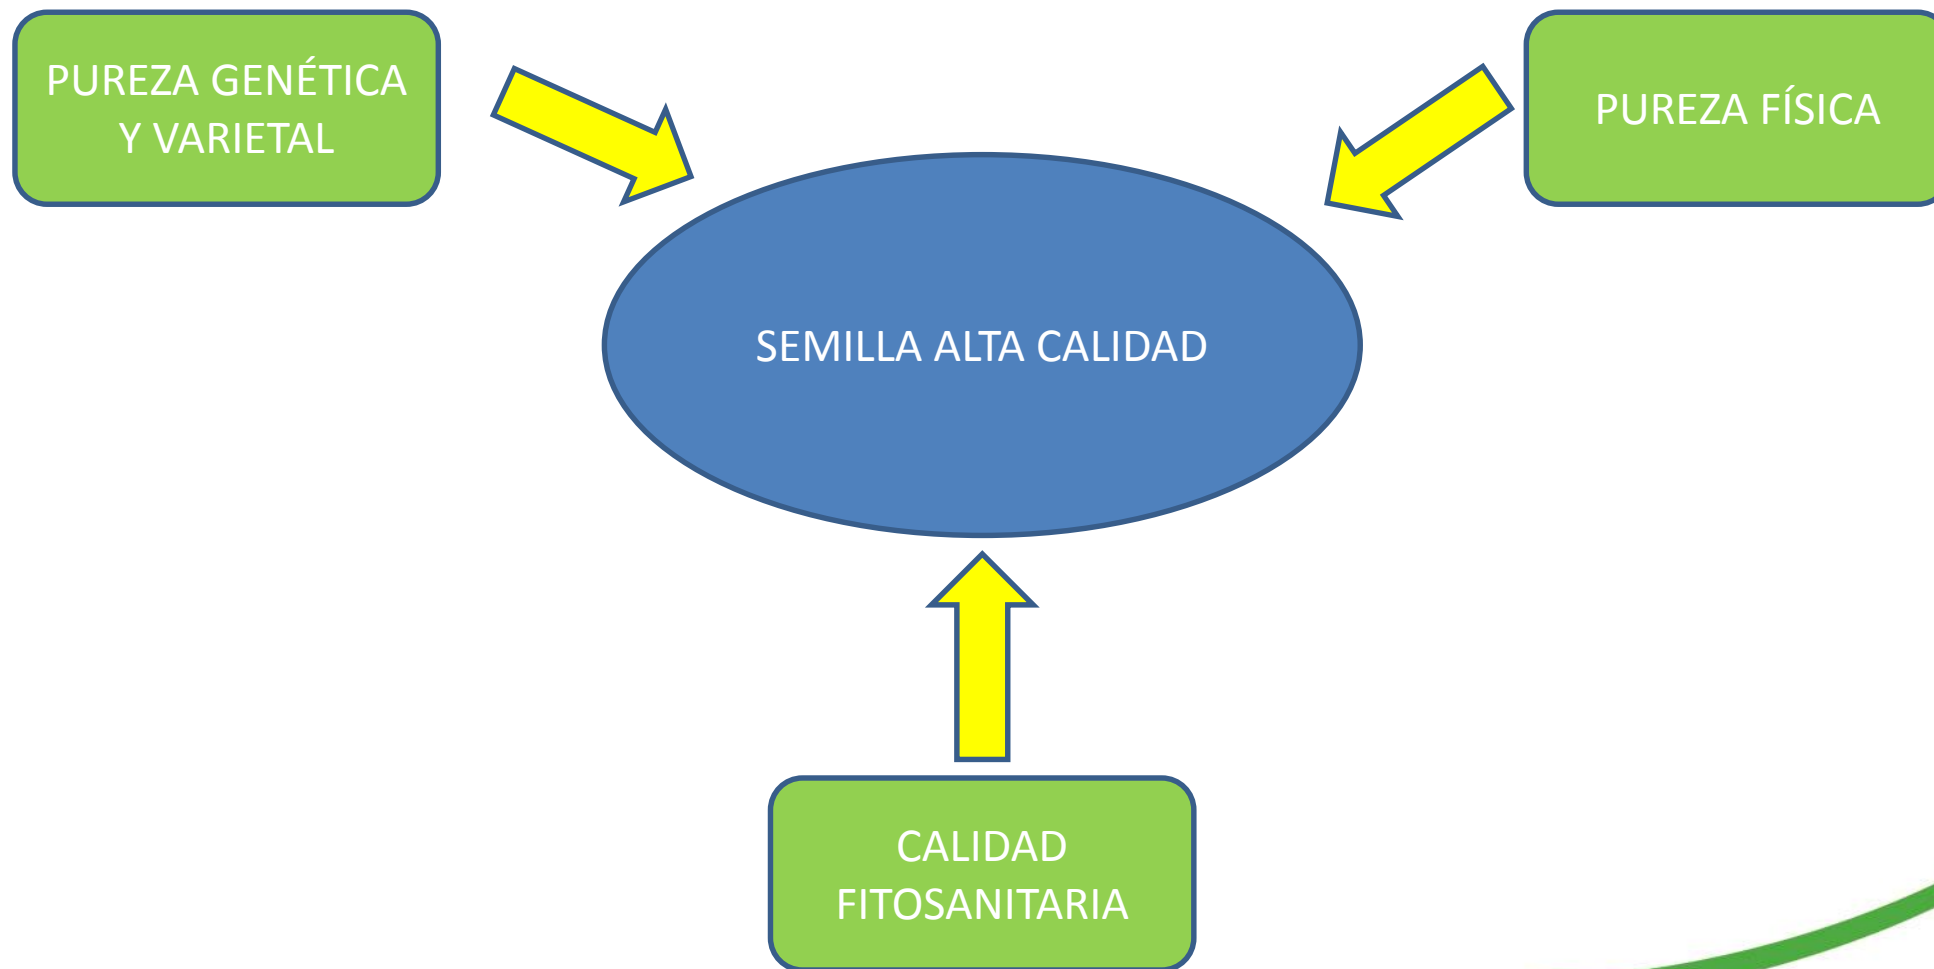 PUREZA GENÉTICA
Y VARIETAL
PUREZA FÍSICA
SEMILLA ALTA CALIDAD
CALIDAD
FITOSANITARIA